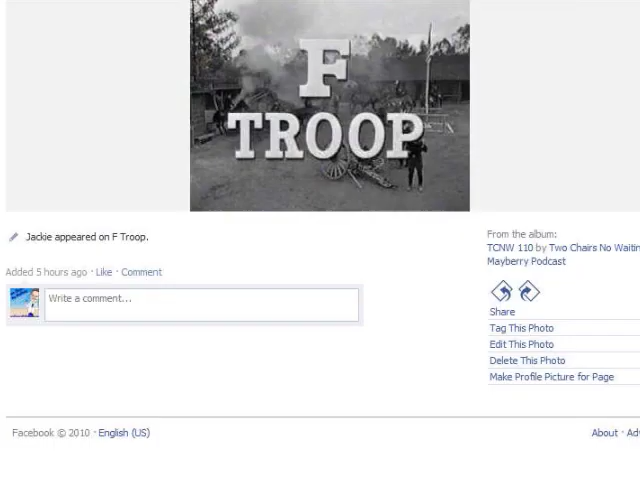 F
TROOP
Jackie appeared on F Troop.
From the album:
TCNW 110 by Two Chairs No
Mayberry Podcast
Added 5 hours ago · Like · Comment
Write a comment...
Share
Tag This Photo
Edit This Photo
Delete This Photo
Make Profile Picture for Page
Facebook © 2010 · English (US)
About ·